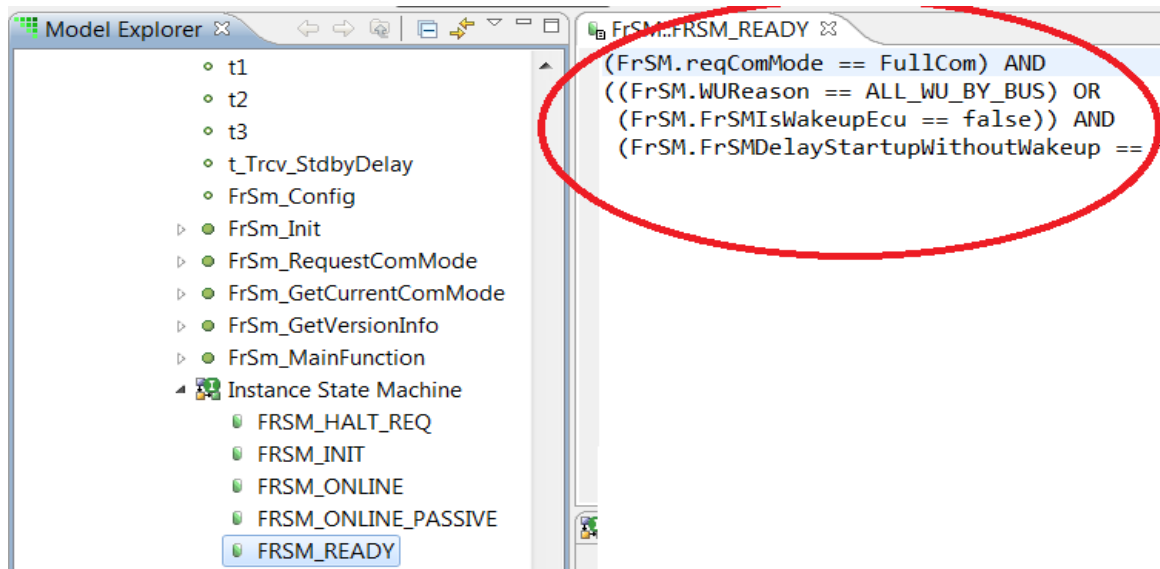 Model Explorer
t1
t2
t3
t_Trcv_StdbyDelay
FrSm_Config
FrSm_Init
FrSm_RequestComMode
FrSm_GetCurrentComMode
FrSm_GetVersionInfo
FrSm_MainFunction
Instance State Machine
FRSM_HALT_REQ
FRSM_INIT
FRSM_ONLINE
FRSM_ONLINE_PASSIVE
FRSM_READY
FrSM::FRSM_READY
(FrSM.reqComMode == FullCom) AND
((FrSM.WUReason == ALL_WU_BY_BUS) OR
(FrSM.FrSMIsWakeupEcu == false)) AND
(FrSM.FrSMDelayStartupWithoutWakeup ==